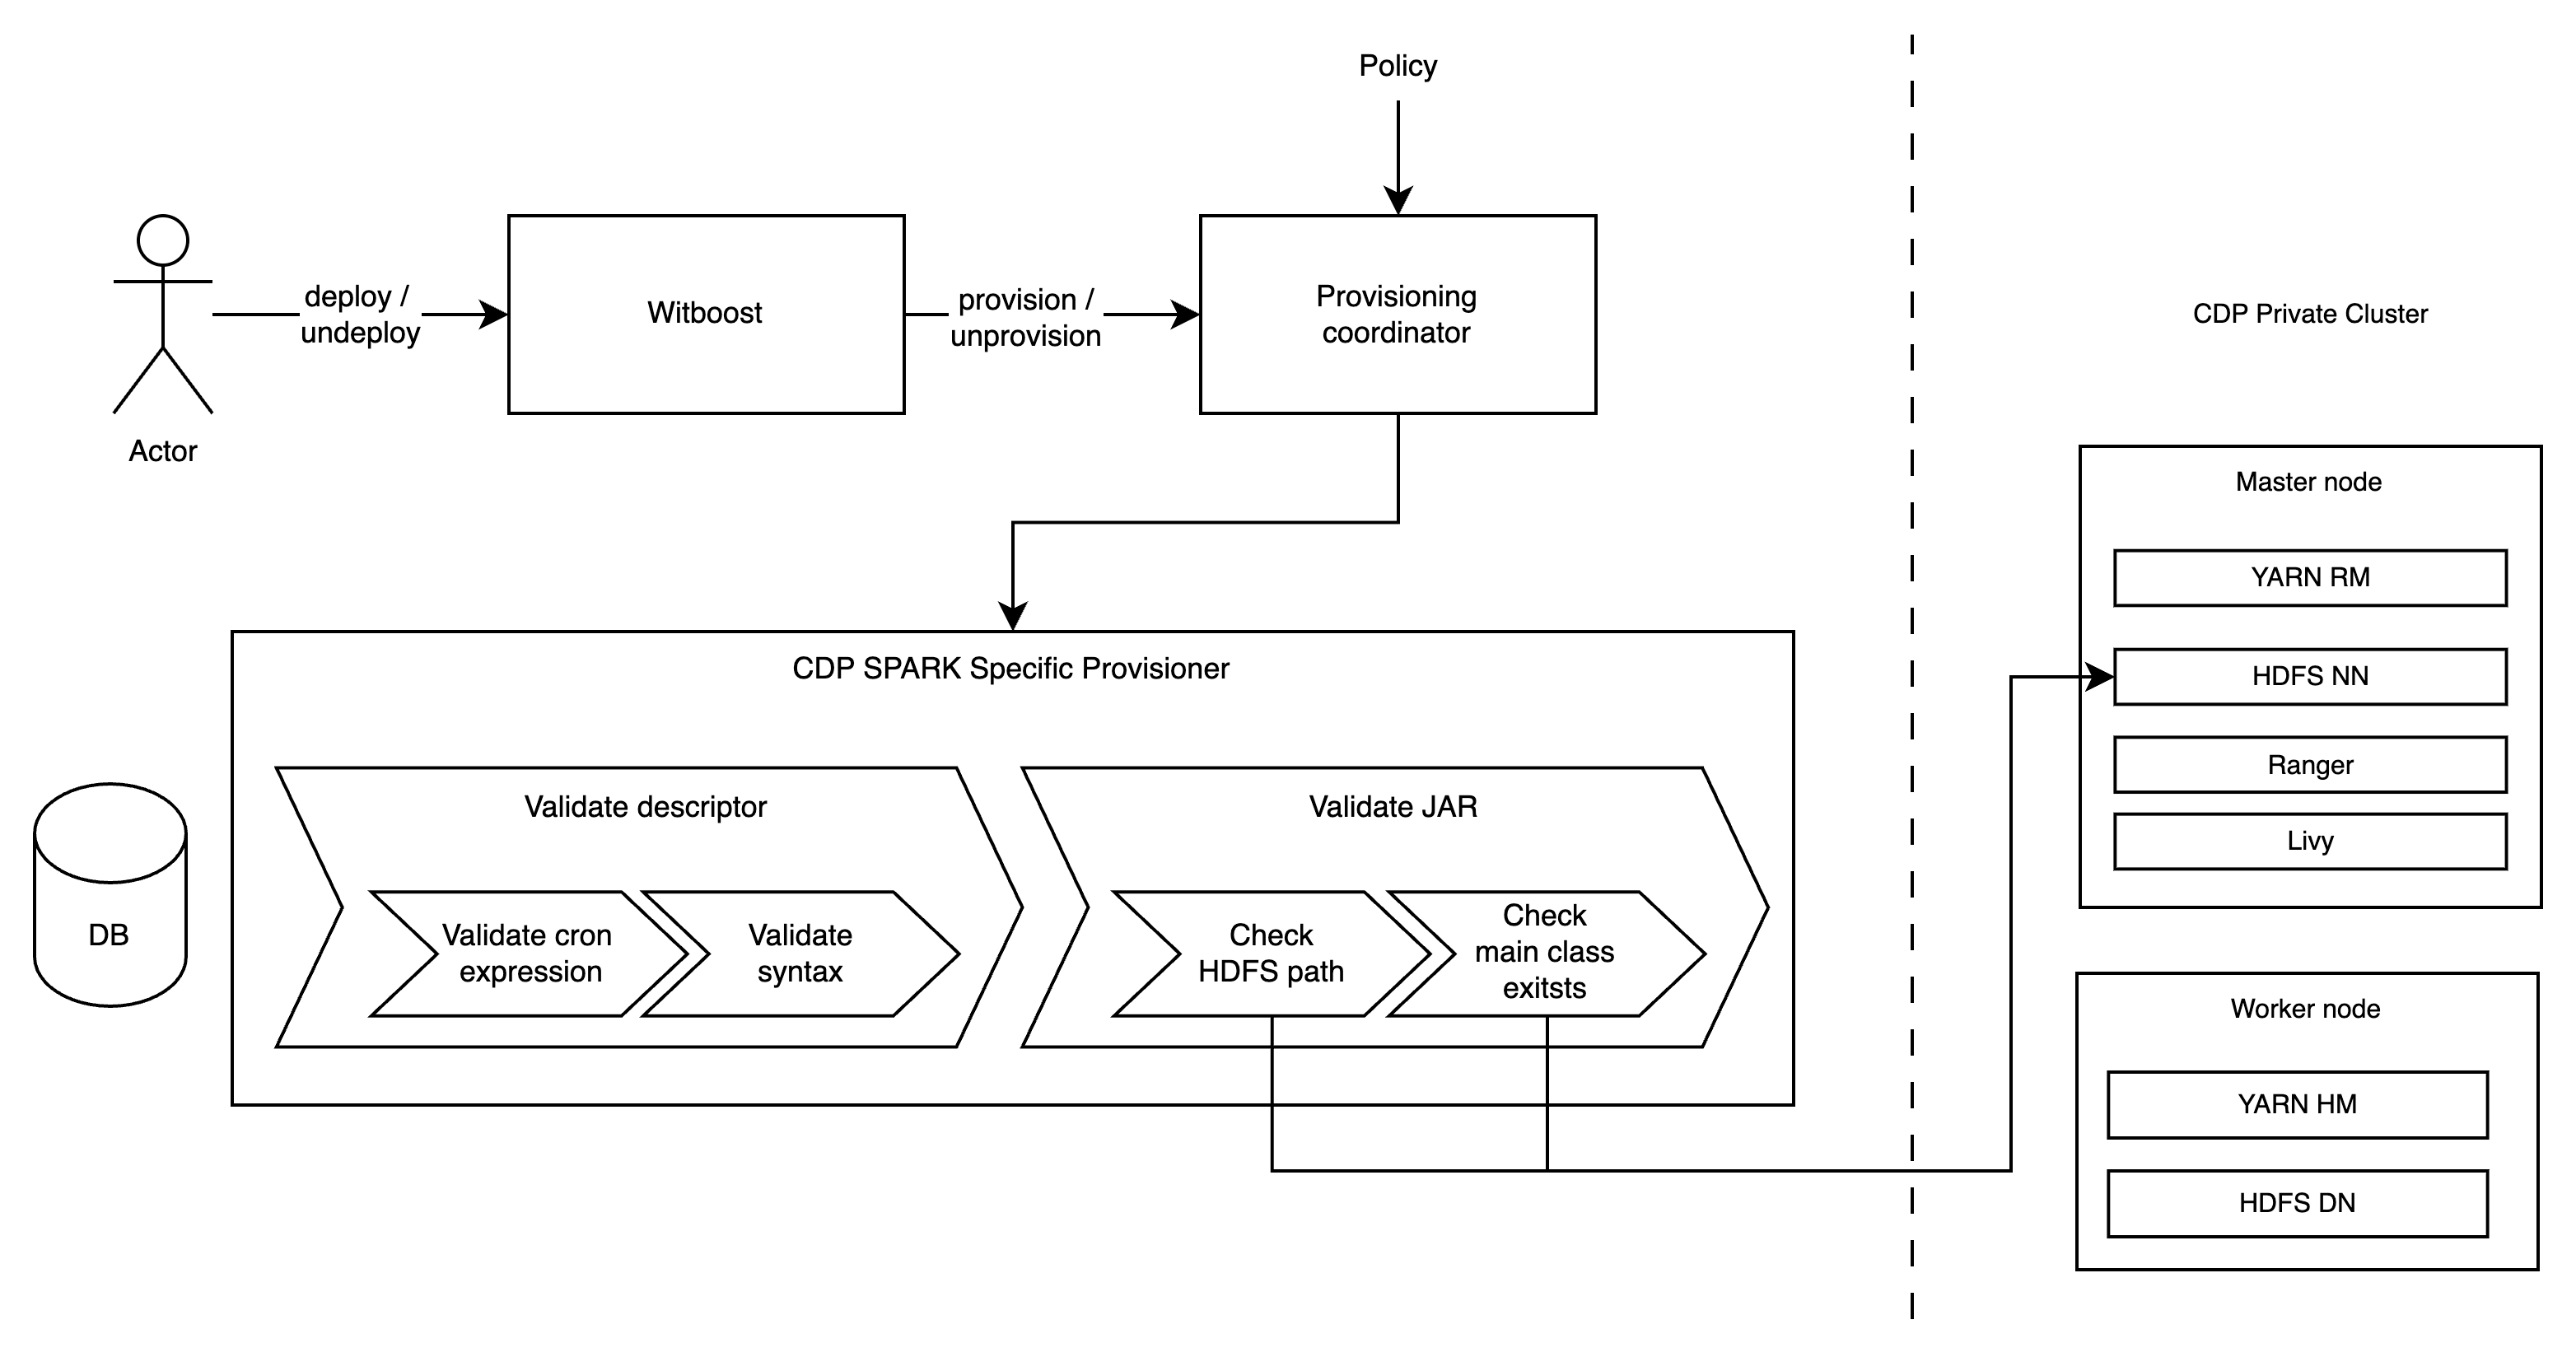 Policy
deploy /
undeploy
Witboost
provision /
unprovision
Provisioning
coordinator
Actor
CDP Private Cluster
Master node
YARN RM
HDFS NN
Ranger
Livy
CDP SPARK Specific Provisioner
Validate descriptor
Validate cron
expression
Validate
syntax
Validate JAR
Check
HDFS path
Check
main class
exitsts
DB
Worker node
YARN HM
HDFS DN